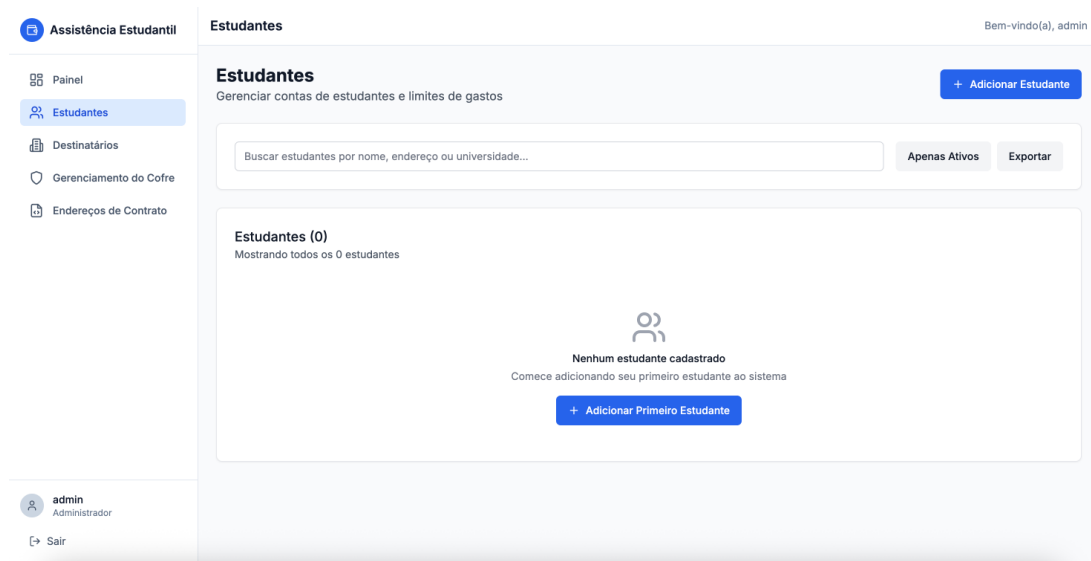 Assistência Estudantil
Painel
Estudantes
Destinatários
Gerenciamento do Cofre
Endereços de Contrato
admin
Administrador
Sair
Estudantes
Bem-vindo(a), admin
Estudantes
Gerenciar contas de estudantes e limites de gastos
+ Adicionar Estudante
Buscar estudantes por nome, endereço ou universidade...
Apenas Ativos
Exportar
Estudantes (0)
Mostrando todos os 0 estudantes
Nenhum estudante cadastrado
Comece adicionando seu primeiro estudante ao sistema
+ Adicionar Primeiro Estudante